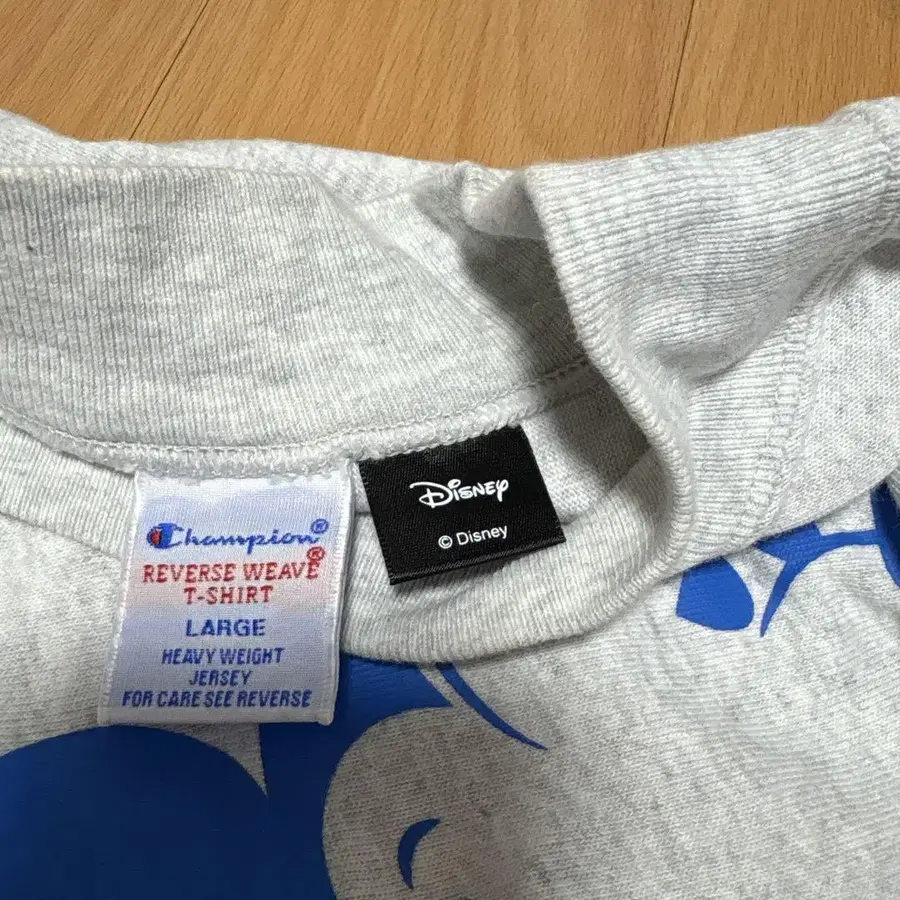 Champion®
REVERSE WEAVE®
T-SHIRT
LARGE
HEAVY WEIGHT
JERSEY
FOR CARE SEE REVERSE
Disney
© Disney